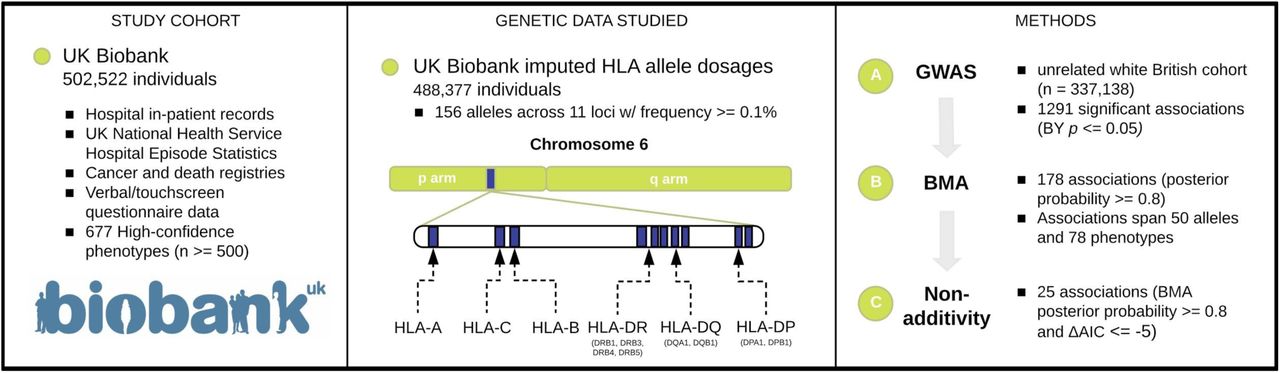 STUDY COHORT
UK Biobank
502,522 individuals
■ Hospital in-patient records
■ UK National Health Service
Hospital Episode Statistics
■ Cancer and death registries
■ Verbal/touchscreen
questionnaire data
■ 677 High-confidence
phenotypes (n >= 500)
biobank uk
GENETIC DATA STUDIED
UK Biobank imputed HLA allele dosages
488,377 individuals
■ 156 alleles across 11 loci w/ frequency >= 0.1%
Chromosome 6
p arm
q arm
HLA-A
HLA-C
HLA-B
HLA-DR
(DRB1, DRB3,
DRB4, DRB5)
HLA-DQ
(DQA1, DQB1)
HLA-DP
(DPA1, DPB1)
METHODS
A
GWAS
■ unrelated white British cohort
(n = 337,138)
■ 1291 significant associations
(BY p <= 0.05)
B
BMA
■ 178 associations (posterior
probability >= 0.8)
■ Associations span 50 alleles
and 78 phenotypes
C
Non-
additivity
■ 25 associations (BMA
posterior probability >= 0.8
and ΔAIC <= -5)